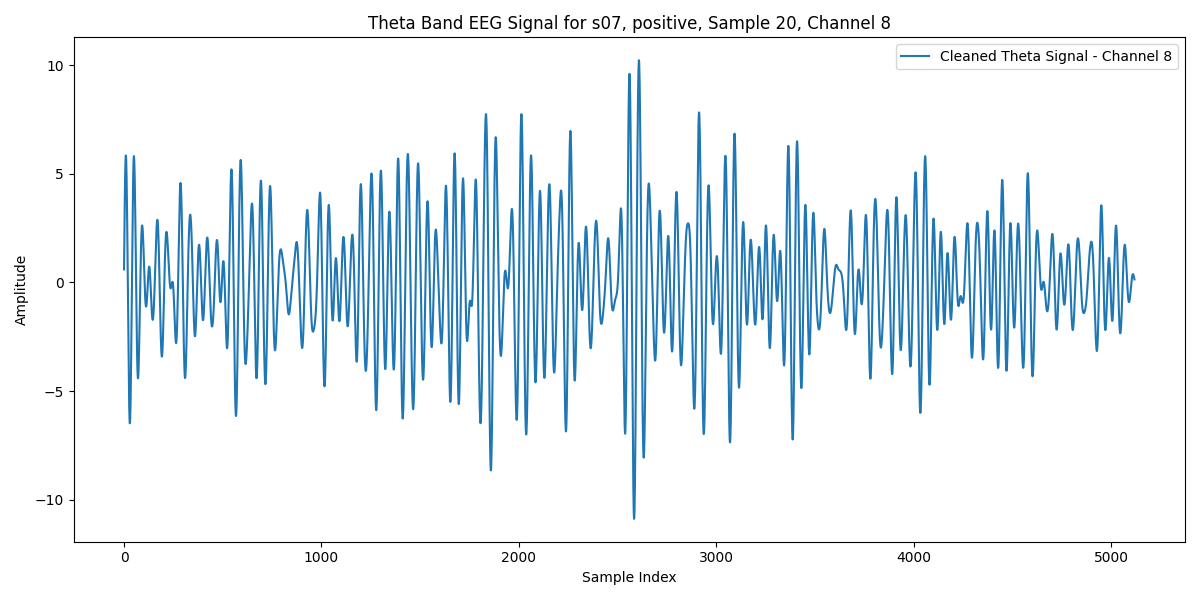 Theta Band EEG Signal for s07, positive, Sample 20, Channel 8
Cleaned Theta Signal - Channel 8
Amplitude
10
5
0
−5
−10
0 1000 2000 3000 4000 5000
Sample Index